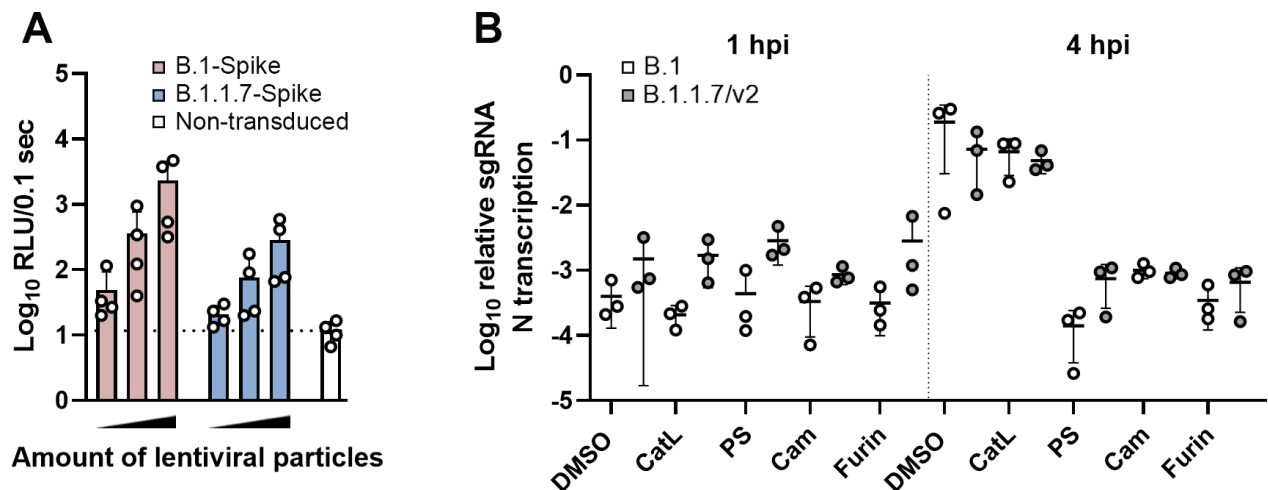 A
5
4
3
2
1
0
Log10 RLU/0.1 sec
B.1-Spike
B.1.1.7-Spike
Non-transduced
Amount of lentiviral particles
B
1 hpi
4 hpi
B.1
B.1.1.7/v2
0
-1
-2
-3
-4
-5
Log10 relative sgRNA
N transcription
DMSO
CatL
PS
Cam
Furin
DMSO
CatL
PS
Cam
Furin